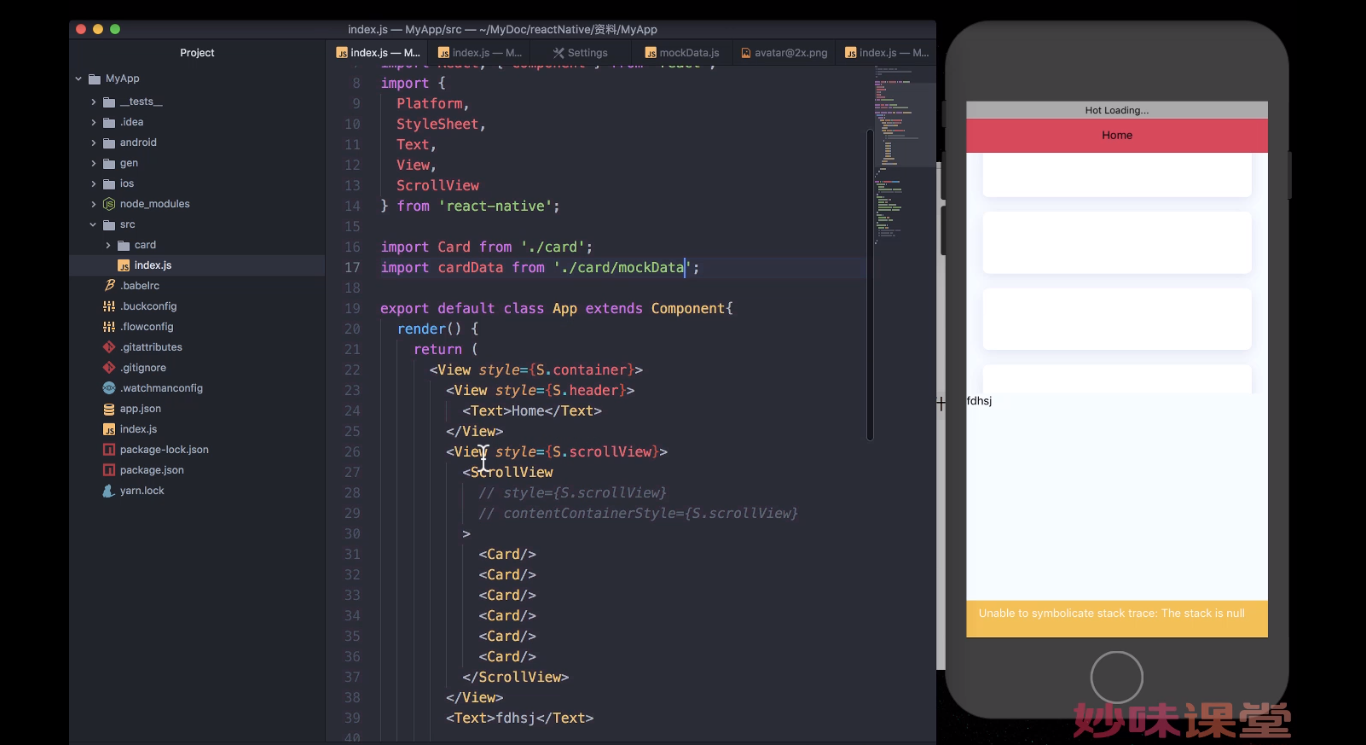 index.js — MyApp/src — ~/MyDoc/reactNative/资料/MyApp
Project
index.js — M...
index.js — M...
Settings
mockData.js
avatar@2x.png
index.js — M...
MyApp
__tests__
.idea
android
gen
ios
node_modules
src
card
index.js
.babelrc
.buckconfig
.flowconfig
.gitattributes
.gitignore
.watchmanconfig
app.json
index.js
package-lock.json
package.json
yarn.lock
8 import {
9 Platform,
10 StyleSheet,
11 Text,
12 View,
13 ScrollView
14 } from 'react-native';
15
16 import Card from './card';
17 import cardData from './card/mockData';
18
19 export default class App extends Component{
20 render() {
21 return (
22 <View style={S.container}>
23 <View style={S.header}>
24 <Text>Home</Text>
25 </View>
26 <View style={S.scrollView}>
27 <ScrollView
28 // style={S.scrollView}
29 // contentContainerStyle={S.scrollView}
30 >
31 <Card/>
32 <Card/>
33 <Card/>
34 <Card/>
35 <Card/>
36 <Card/>
37 </ScrollView>
38 </View>
39 <Text>fdhsj</Text>
40
Hot Loading...
Home
fdhsj
Unable to symbolicate stack trace: The stack is null
妙味课堂